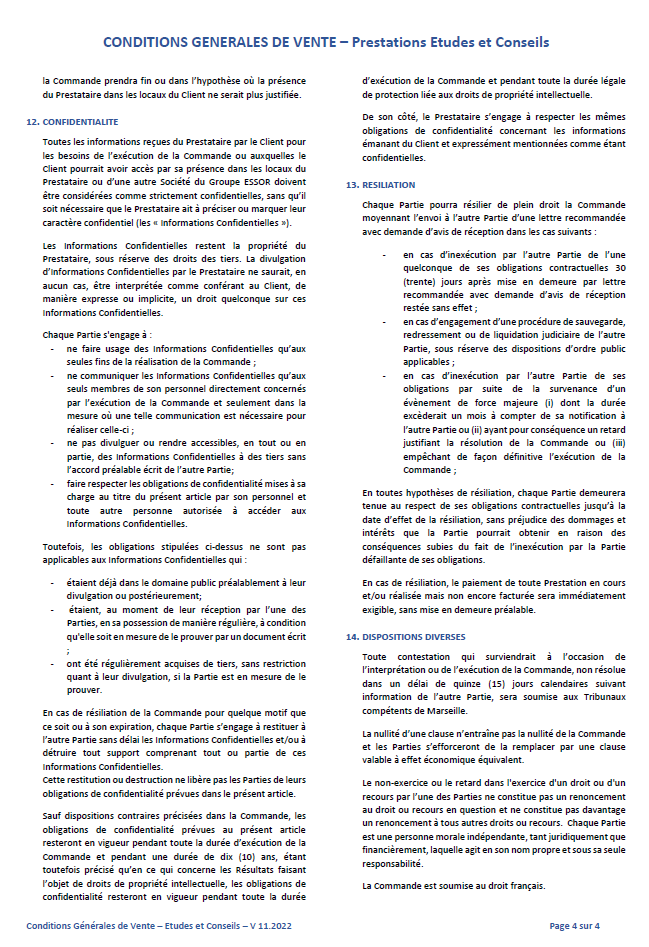 CONDITIONS GENERALES DE VENTE – Prestations Etudes et Conseils
la Commande prendra fin ou dans l'hypothèse où la présence
du Prestataire dans les locaux du Client ne serait plus justifiée.
12. CONFIDENTIALITE
Toutes les informations reçues du Prestataire par le Client pour
les besoins de l'exécution de la Commande ou auxquelles le
Client pourrait avoir accès par sa présence dans les locaux du
Prestataire ou d'une autre Société du Groupe ESSOR doivent
être considérées comme strictement confidentielles, sans qu'il
soit nécessaire que le Prestataire ait à préciser ou marquer leur
caractère confidentiel (les « Informations Confidentielles »).
Les Informations Confidentielles restent la propriété du
Prestataire, sous réserve des droits des tiers. La divulgation
d'Informations Confidentielles par le Prestataire ne saurait, en
aucun cas, être interprétée comme conférant au Client, de
manière expresse ou implicite, un droit quelconque sur ces
Informations Confidentielles.
Chaque Partie s'engage à :
- ne faire usage des Informations Confidentielles qu'aux
seules fins de la réalisation de la Commande ;
- ne communiquer les Informations Confidentielles qu'aux
seuls membres de son personnel directement concernés
par l'exécution de la Commande et seulement dans la
mesure où une telle communication est nécessaire pour
réaliser celle-ci ;
- ne pas divulguer ou rendre accessibles, en tout ou en
partie, des Informations Confidentielles à des tiers sans
l'accord préalable écrit de l'autre Partie;
- faire respecter les obligations de confidentialité mises à sa
charge au titre du présent article par son personnel et
toute autre personne autorisée à accéder aux
Informations Confidentielles.
Toutefois, les obligations stipulées ci-dessus ne sont pas
applicables aux Informations Confidentielles qui :
- étaient déjà dans le domaine public préalablement à leur
divulgation ou postérieurement;
- étaient, au moment de leur réception par l'une des
Parties, en sa possession de manière régulière, à condition
qu'elle soit en mesure de le prouver par un document écrit
;
- ont été régulièrement acquises de tiers, sans restriction
quant à leur divulgation, si la Partie est en mesure de le
prouver.
En cas de résiliation de la Commande pour quelque motif que
ce soit ou à son expiration, chaque Partie s'engage à restituer à
l'autre Partie sans délai les Informations Confidentielles et/ou à
détruire tout support comprenant tout ou partie de ces
Informations Confidentielles.
Cette restitution ou destruction ne libère pas les Parties de leurs
obligations de confidentialité prévues dans le présent article.
Sauf dispositions contraires précisées dans la Commande, les
obligations de confidentialité prévues au présent article
resteront en vigueur pendant toute la durée d'exécution de la
Commande et pendant une durée de dix (10) ans, étant
toutefois précisé qu'en ce qui concerne les Résultats faisant
l'objet de droits de propriété intellectuelle, les obligations de
confidentialité resteront en vigueur pendant toute la durée
d'exécution de la Commande et pendant toute la durée légale
de protection liée aux droits de propriété intellectuelle.
De son côté, le Prestataire s'engage à respecter les mêmes
obligations de confidentialité concernant les informations
émanant du Client et expressément mentionnées comme étant
confidentielles.
13. RESILIATION
Chaque Partie pourra résilier de plein droit la Commande
moyennant l'envoi à l'autre Partie d'une lettre recommandée
avec demande d'avis de réception dans les cas suivants :
- en cas d'inexécution par l'autre Partie de l'une
quelconque de ses obligations contractuelles 30
(trente) jours après mise en demeure par lettre
recommandée avec demande d'avis de réception
restée sans effet ;
- en cas d'engagement d'une procédure de sauvegarde,
redressement ou de liquidation judiciaire de l'autre
Partie, sous réserve des dispositions d'ordre public
applicables ;
- en cas d'inexécution par l'autre Partie de ses
obligations par suite de la survenance d'un
évènement de force majeure (i) dont la durée
excèderait un mois à compter de sa notification à
l'autre Partie ou (ii) ayant pour conséquence un retard
justifiant la résolution de la Commande ou (iii)
empêchant de façon définitive l'exécution de la
Commande ;
En toutes hypothèses de résiliation, chaque Partie demeurera
tenue au respect de ses obligations contractuelles jusqu'à la
date d'effet de la résiliation, sans préjudice des dommages et
intérêts que la Partie pourrait obtenir en raison des
conséquences subies du fait de l'inexécution par la Partie
défaillante de ses obligations.
En cas de résiliation, le paiement de toute Prestation en cours
et/ou réalisée mais non encore facturée sera immédiatement
exigible, sans mise en demeure préalable.
14. DISPOSITIONS DIVERSES
Toute contestation qui surviendrait à l'occasion de
l'interprétation ou de l'exécution de la Commande, non résolue
dans un délai de quinze (15) jours calendaires suivant
information de l'autre Partie, sera soumise aux Tribunaux
compétents de Marseille.
La nullité d'une clause n'entraîne pas la nullité de la Commande
et les Parties s'efforceront de la remplacer par une clause
valable à effet économique équivalent.
Le non-exercice ou le retard dans l'exercice d'un droit ou d'un
recours par l'une des Parties ne constitue pas un renoncement
au droit ou recours en question et ne constitue pas davantage
un renoncement à tous autres droits ou recours. Chaque Partie
est une personne morale indépendante, tant juridiquement que
financièrement, laquelle agit en son nom propre et sous sa seule
responsabilité.
La Commande est soumise au droit français.
Conditions Générales de Vente – Etudes et Conseils – V 11.2022
Page 4 sur 4